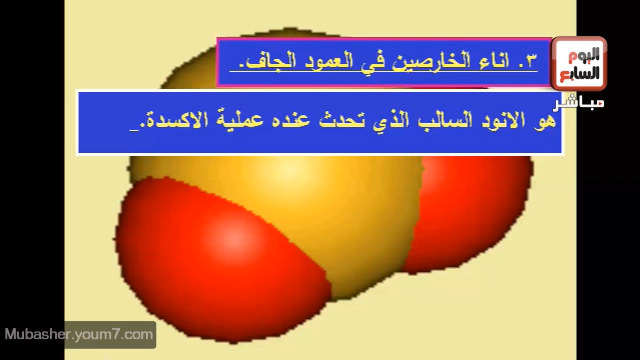 ٣. اناء الخارصين في العمود الجاف.
هو الانود السالب الذي تحدث عنده عملية الاكسدة.
اليوم
السابع
مباشر
Mubasher.youm7.com